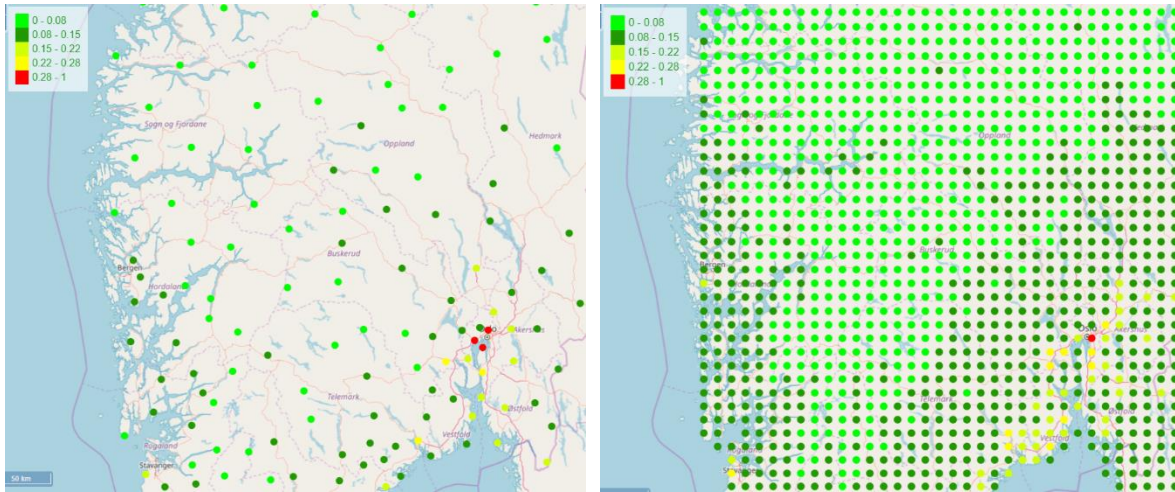 0 - 0.08
0.08 - 0.15
0.15 - 0.22
0.22 - 0.28
0.28 - 1
Sogn og Fjordane
Oppland
Hedmark
Buskerud
Bergen
Hordaland
Akershus
Telemark
Østfold
Vestfold
Rogaland
Stavanger
50 km
0 - 0.08
0.08 - 0.15
0.15 - 0.22
0.22 - 0.28
0.28 - 1
Oppland
Buskerud
Bergen
Oslo
Akershus
Telemark
Østfold
Vestfold